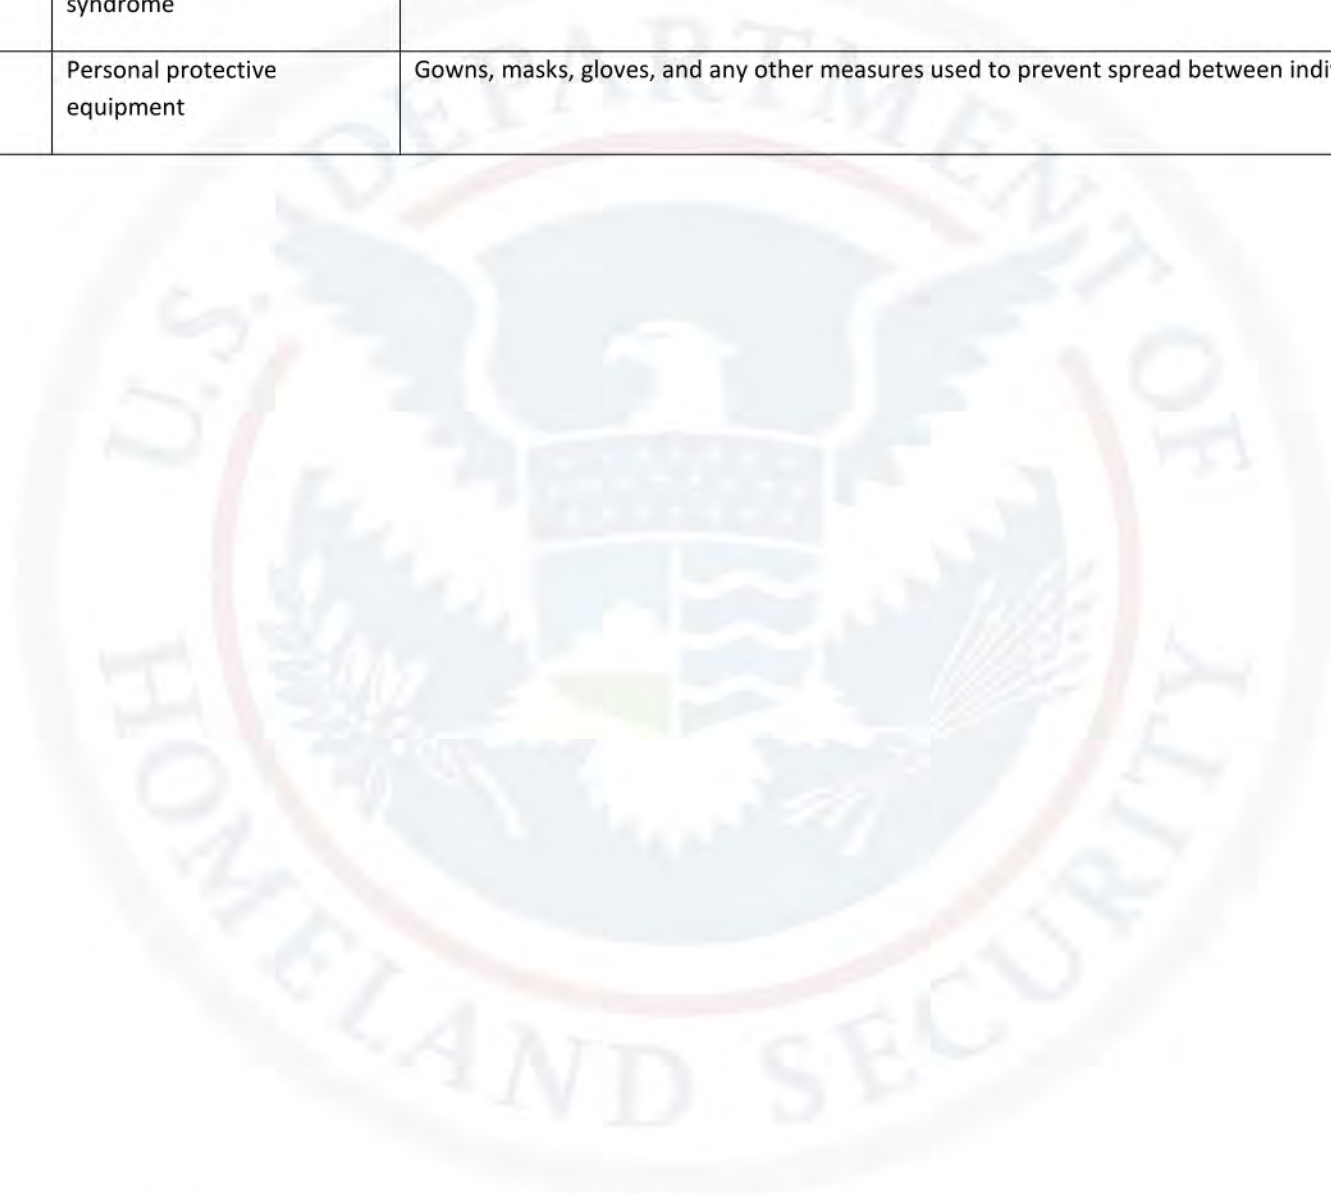 syndrome
Personal protective
equipment
Gowns, masks, gloves, and any other measures used to prevent spread between
U.S. DEPARTMENT OF
HOMELAND SECURITY